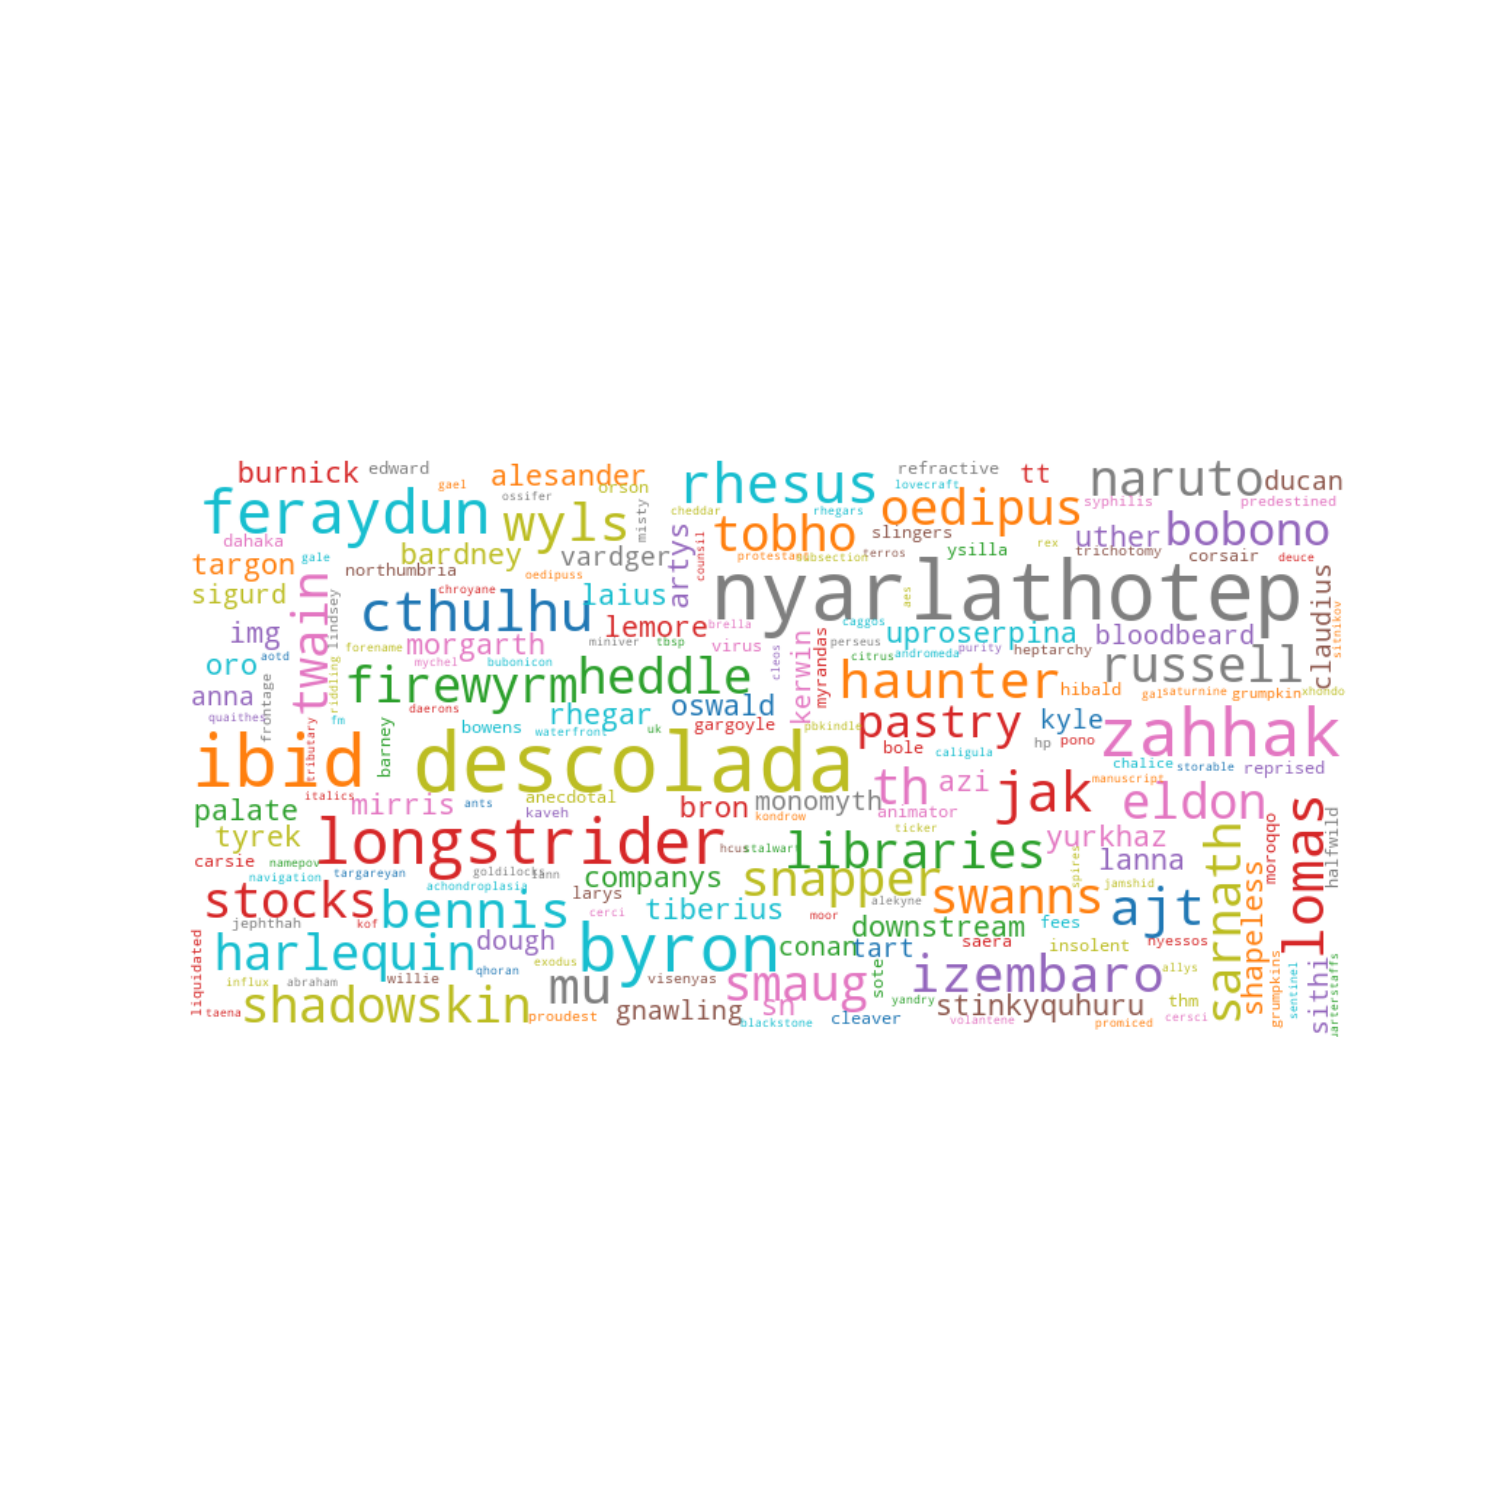 burnick
edward
gael
alesander
orson
ossifer
rhesus
cheddar
rhegars
refractive
lovecraft
tt
naruto
ducan
syphilis
predestined
feraydun
wyls
misty
oedipus
dahaka
gale
tobho
slingers
uther
bobono
targon
northumbria
bardney
vardger
artys
counsil
protestant
subsection
ferros
ysilla
rex
trichotomy
corsair
deuce
oedipuss
sigurd
twain
lindsey
chroyane
cthulhu
laius
nyarlathotep
aes
claudius
sitnikov
img
forename
morgarth
lemore
brella
miniver
tbsp
virus
caggos
perseus
uproserpina
bloodbeard
oro
aotd
riddling
mychel
bubonicon
cleos
kerwin
myrandas
citrus
andromeda
purity
heptarchy
russell
anna
frontage
firewyrm
heddle
haunter
hibald
gal
saturnine
grumpkin
xhondo
quaithes
fm
daerons
rhegar
oswald
bowens
waterfront
uk
gargoyle
pbkindle
pastry
kyle
zahhak
ibid
tributary
barney
descolada
bole
caligula
hp
pono
chalice
storable
reprised
manuscript
italics
palate
mirris
ants
anecdotal
kaveh
bron
monomyth
kondrow
th
azi
animator
jak
eldon
lomas
tyrek
longstrider
hcus
stalwart
libraries
ticker
yurkhaz
lanna
sarnath
moroqqo
halfwild
carsie
namepov
navigation
targareyan
goldilocks
lann
achondroplasia
companys
snapper
spires
jamshid
stocks
bennis
larys
cerci
tiberius
moor
alekyne
swanns
ajt
shapeless
jephthah
kof
downstream
fees
liquidated
harlequin
dough
byron
conan
tart
saera
insolent
nyessos
qhoran
exodus
influx
abraham
willie
mu
visenyas
smaug
sote
izembaro
allys
grumpkins
sentinel
sithi
taena
shadowskin
proudest
gnawling
sn
blackstone
cleaver
yandry
stinkyquhuru
volantene
thm
promiced
cersci